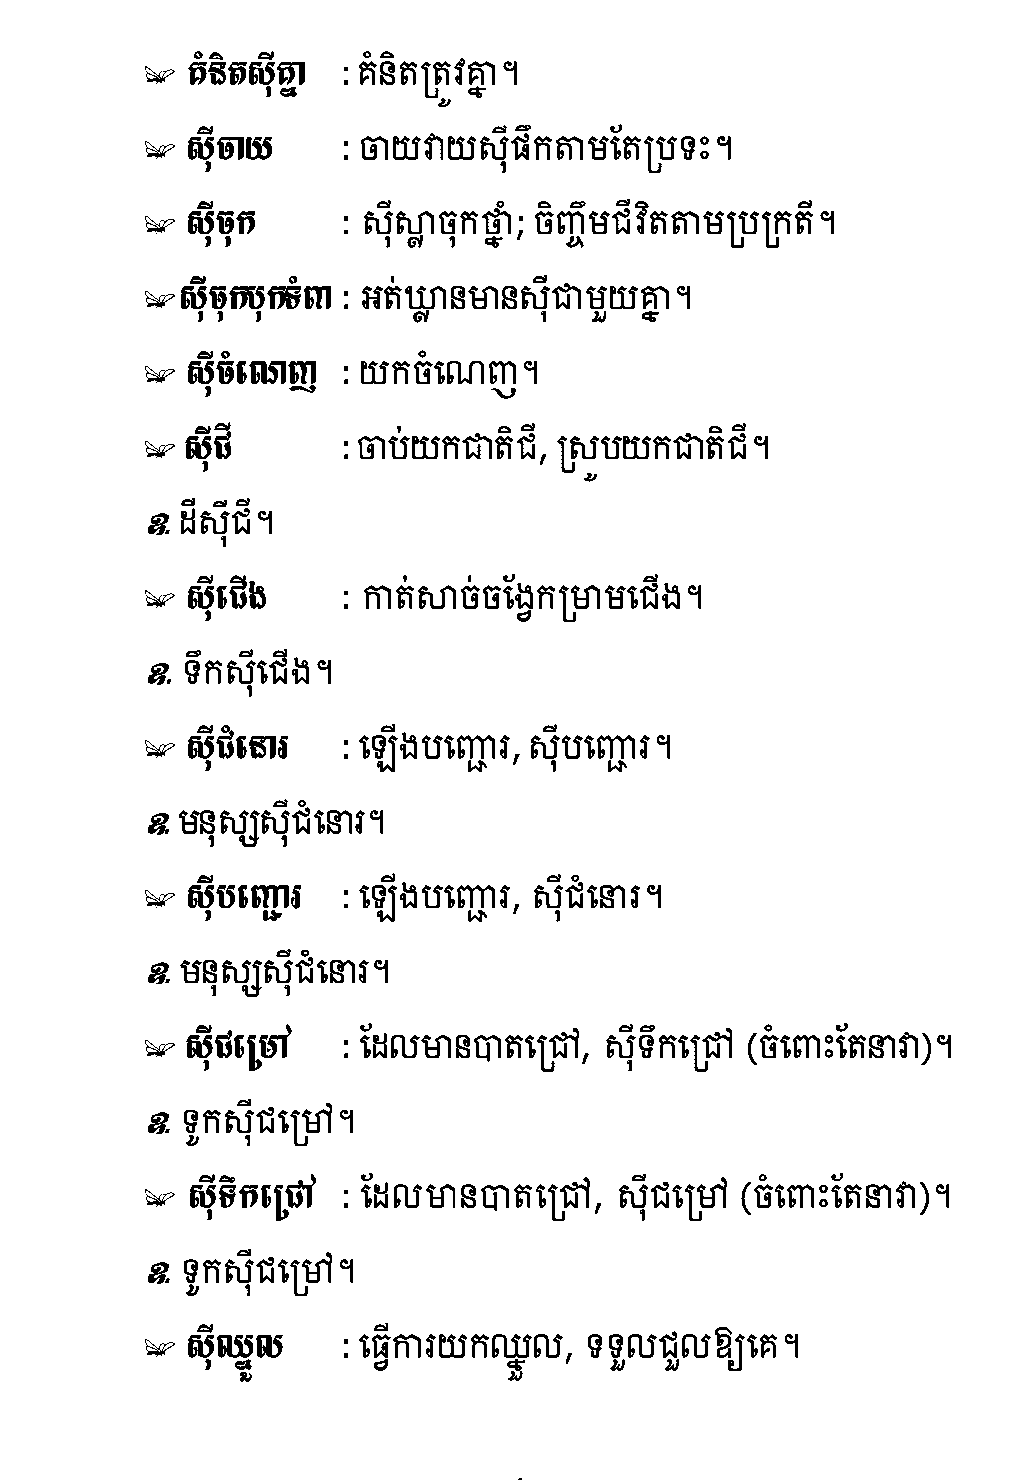 គំនិតស៊ីគ្នា : គំនិតត្រូវគ្នា។
ស៊ីចាយ : ចាយវាយស៊ីផឹកតាមតែប្រទះ។
ស៊ីចុក : ស៊ីស្លាចុកថ្នាំ; ចិញ្ចឹមជីវិតតាមប្រក្រតី។
ស៊ីចុកបុកទំពា : អត់ឃ្លានមានស៊ីជាមួយគ្នា។
ស៊ីចំណេញ : យកចំណេញ។
ស៊ីជី : ចាប់យកជាតិជី, ស្រូបយកជាតិជី។
ឧ. ដីស៊ីជី។
ស៊ីជើង : កាត់សាច់ចង្វែកម្រាមជើង។
ឧ. ទឹកស៊ីជើង។
ស៊ីជំនោរ : ឡើងបញ្ជោរ, ស៊ីបញ្ជោរ។
ឧ. មនុស្សស៊ីជំនោរ។
ស៊ីបញ្ជោរ : ឡើងបញ្ជោរ, ស៊ីជំនោរ។
ឧ. មនុស្សស៊ីជំនោរ។
ស៊ីជម្រៅ : ដែលមានបាតជ្រៅ, ស៊ីទឹកជ្រៅ (ចំពោះតែនាវា)។
ឧ. ទូកស៊ីជម្រៅ។
ស៊ីទឹកជ្រៅ : ដែលមានបាតជ្រៅ, ស៊ីជម្រៅ (ចំពោះតែនាវា)។
ឧ. ទូកស៊ីជម្រៅ។
ស៊ីឈ្នួល : ធ្វើការយកឈ្នួល, ទទួលជួលឱ្យគេ។